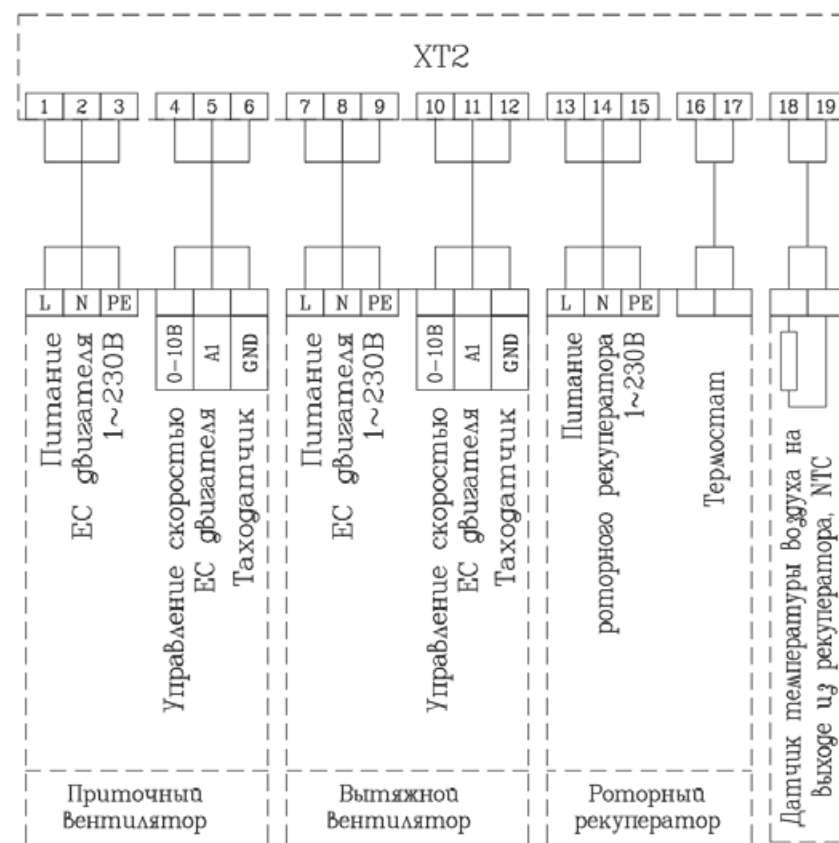 XT2
1 2 3 4 5 6 7 8 9 10 11 12 13 14 15 16 17 18 19
L N PE
0-10В
A1
GND
Питание
ЕС двигателя
1~230В
Управление скоростью
ЕС двигателя
Таходатчик
Приточный
вентилятор
L N PE
0-10В
A1
GND
Питание
ЕС двигателя
1~230В
Управление скоростью
ЕС двигателя
Таходатчик
Вытяжной
вентилятор
L N PE
Питание
роторного рекуператора
1~230В
Термостат
Роторный
рекуператор
Датчик температуры воздуха на
выходе из рекуператора, NTC